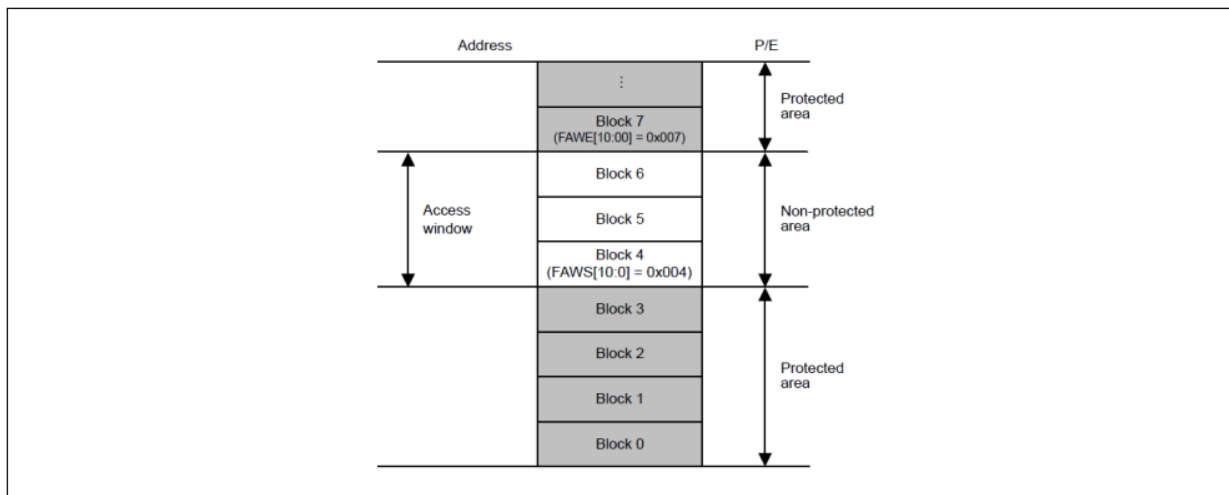 Address
P/E
⋮
Protected
area
Block 7
(FAWE[10:00] = 0x007)
Block 6
Access
window
Block 5
Non-protected
area
Block 4
(FAWS[10:0] = 0x004)
Block 3
Block 2
Protected
area
Block 1
Block 0